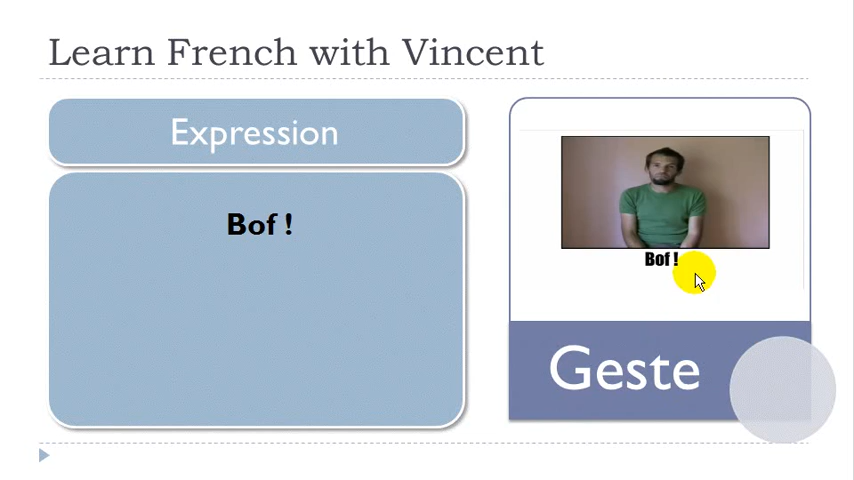 Learn French with Vincent
Expression
Bof !
Bof !
Geste